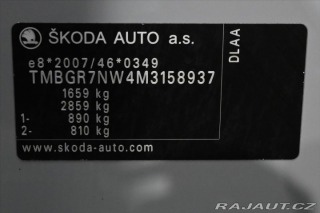 ŠKODA AUTO a.s.
DLAA
e8*2007/46*0349
TMBGR7NW4M3158937
1659 kg
2859 kg
1- 890 kg
2- 810 kg
www.skoda-auto.com
RAJAUT.CZ